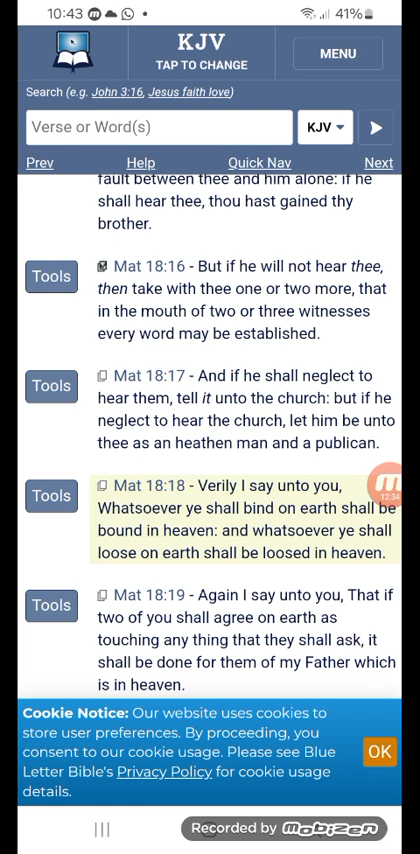 10:43 41%
KJV
TAP TO CHANGE
MENU
Search (e.g. John 3:16, Jesus faith love)
Verse or Word(s)
KJV
Prev Help Quick Nav Next
fault between thee and him alone: if he
shall hear thee, thou hast gained thy
brother.
Tools
Mat 18:16 - But if he will not hear thee,
then take with thee one or two more, that
in the mouth of two or three witnesses
every word may be established.
Tools
Mat 18:17 - And if he shall neglect to
hear them, tell it unto the church: but if he
neglect to hear the church, let him be unto
thee as an heathen man and a publican.
Tools
Mat 18:18 - Verily I say unto you,
Whatsoever ye shall bind on earth shall be
bound in heaven: and whatsoever ye shall
loose on earth shall be loosed in heaven.
12:34
Tools
Mat 18:19 - Again I say unto you, That if
two of you shall agree on earth as
touching any thing that they shall ask, it
shall be done for them of my Father which
is in heaven.
Cookie Notice: Our website uses cookies to
store user preferences. By proceeding, you
consent to our cookie usage. Please see Blue
Letter Bible's Privacy Policy for cookie usage
details.
OK
Recorded by mobizen